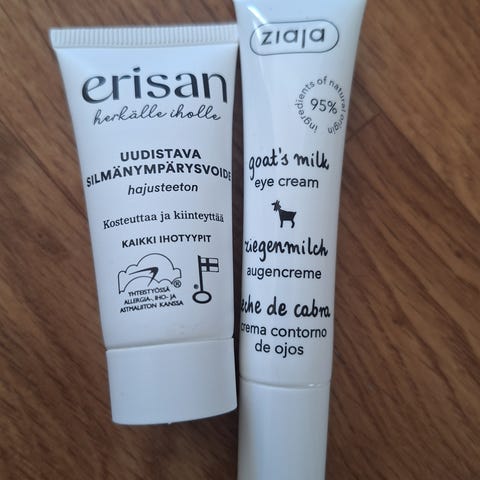 erisan
herkälle iholle
UUDISTAVA
SILMÄNYMPÄRYSVOIDE
hajusteeton
Kosteuttaa ja kiinteyttää
KAIKKI IHOTYYPIT
®
YHTEISTYÖSSÄ
ALLERGIA-, IHO- JA
ASTMALIITON KANSSA
ziaja
95%
ingredients of natural origin
goat's milk
eye cream
ziegenmilch
augencreme
leche de cabra
crema contorno
de ojos